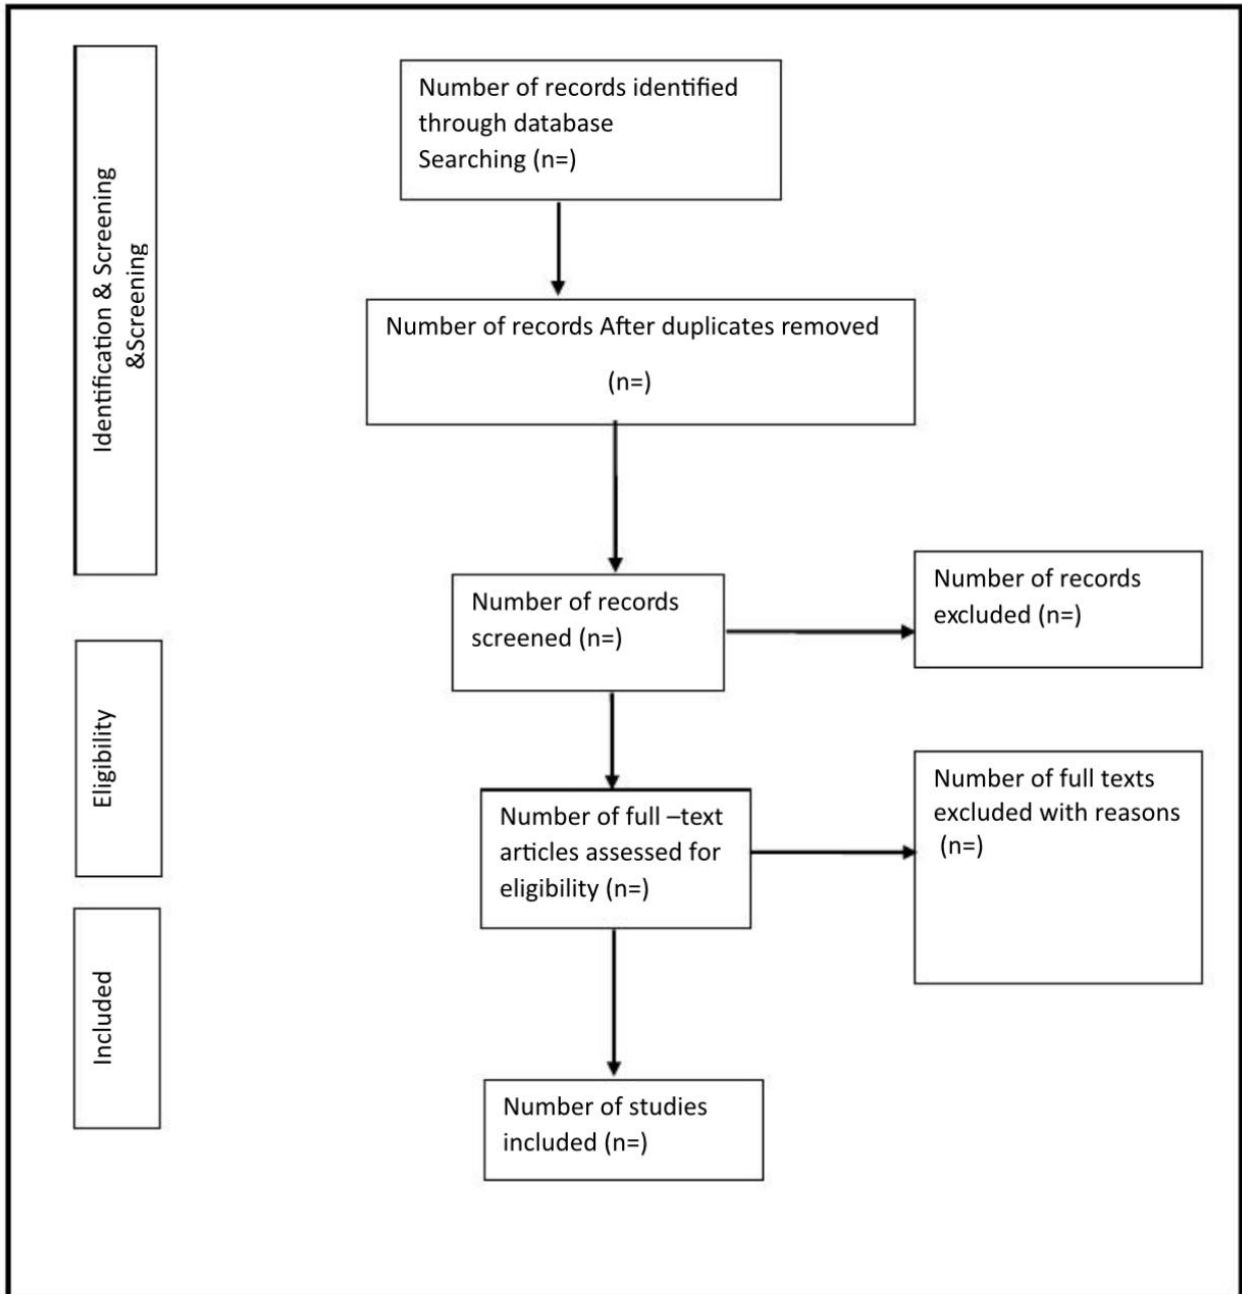 Identification & Screening
&Screening
Number of records identified
through database
Searching (n=)
Number of records After duplicates removed
(n=)
Number of records
screened (n=)
Number of records
excluded (n=)
Eligibility
Number of full –text
articles assessed for
eligibility (n=)
Number of full texts
excluded with reasons
(n=)
Included
Number of studies
included (n=)